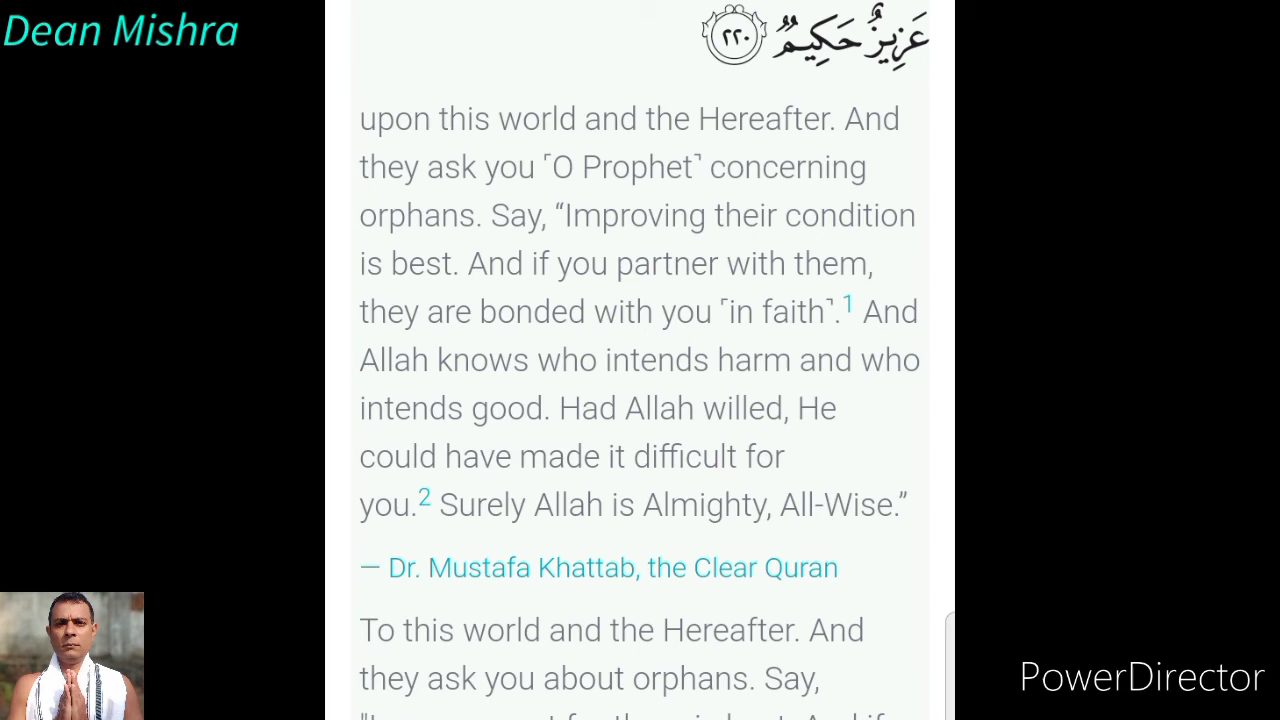 Dean Mishra
عَزِيزٌ حَكِيمٌ ٢٢٠
upon this world and the Hereafter. And
they ask you ˹O Prophet˺ concerning
orphans. Say, “Improving their condition
is best. And if you partner with them,
they are bonded with you ˹in faith˺.1 And
Allah knows who intends harm and who
intends good. Had Allah willed, He
could have made it difficult for
you.2 Surely Allah is Almighty, All-Wise.”
— Dr. Mustafa Khattab, the Clear Quran
To this world and the Hereafter. And
they ask you about orphans. Say,
PowerDirector